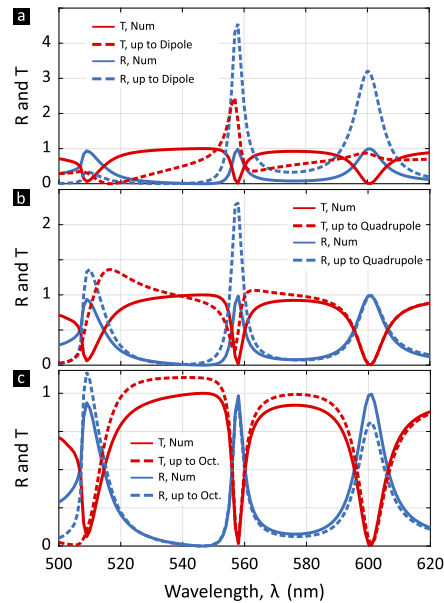 a
R and T
4
3
2
1
0
T, Num
T, up to Dipole
R, Num
R, up to Dipole
b
R and T
2
1
0
T, Num
T, up to Quadrupole
R, Num
R, up to Quadrupole
c
R and T
1
0
T, Num
T, up to Oct.
R, Num
R, up to Oct.
500 520 540 560 580 600 620
Wavelength, λ (nm)